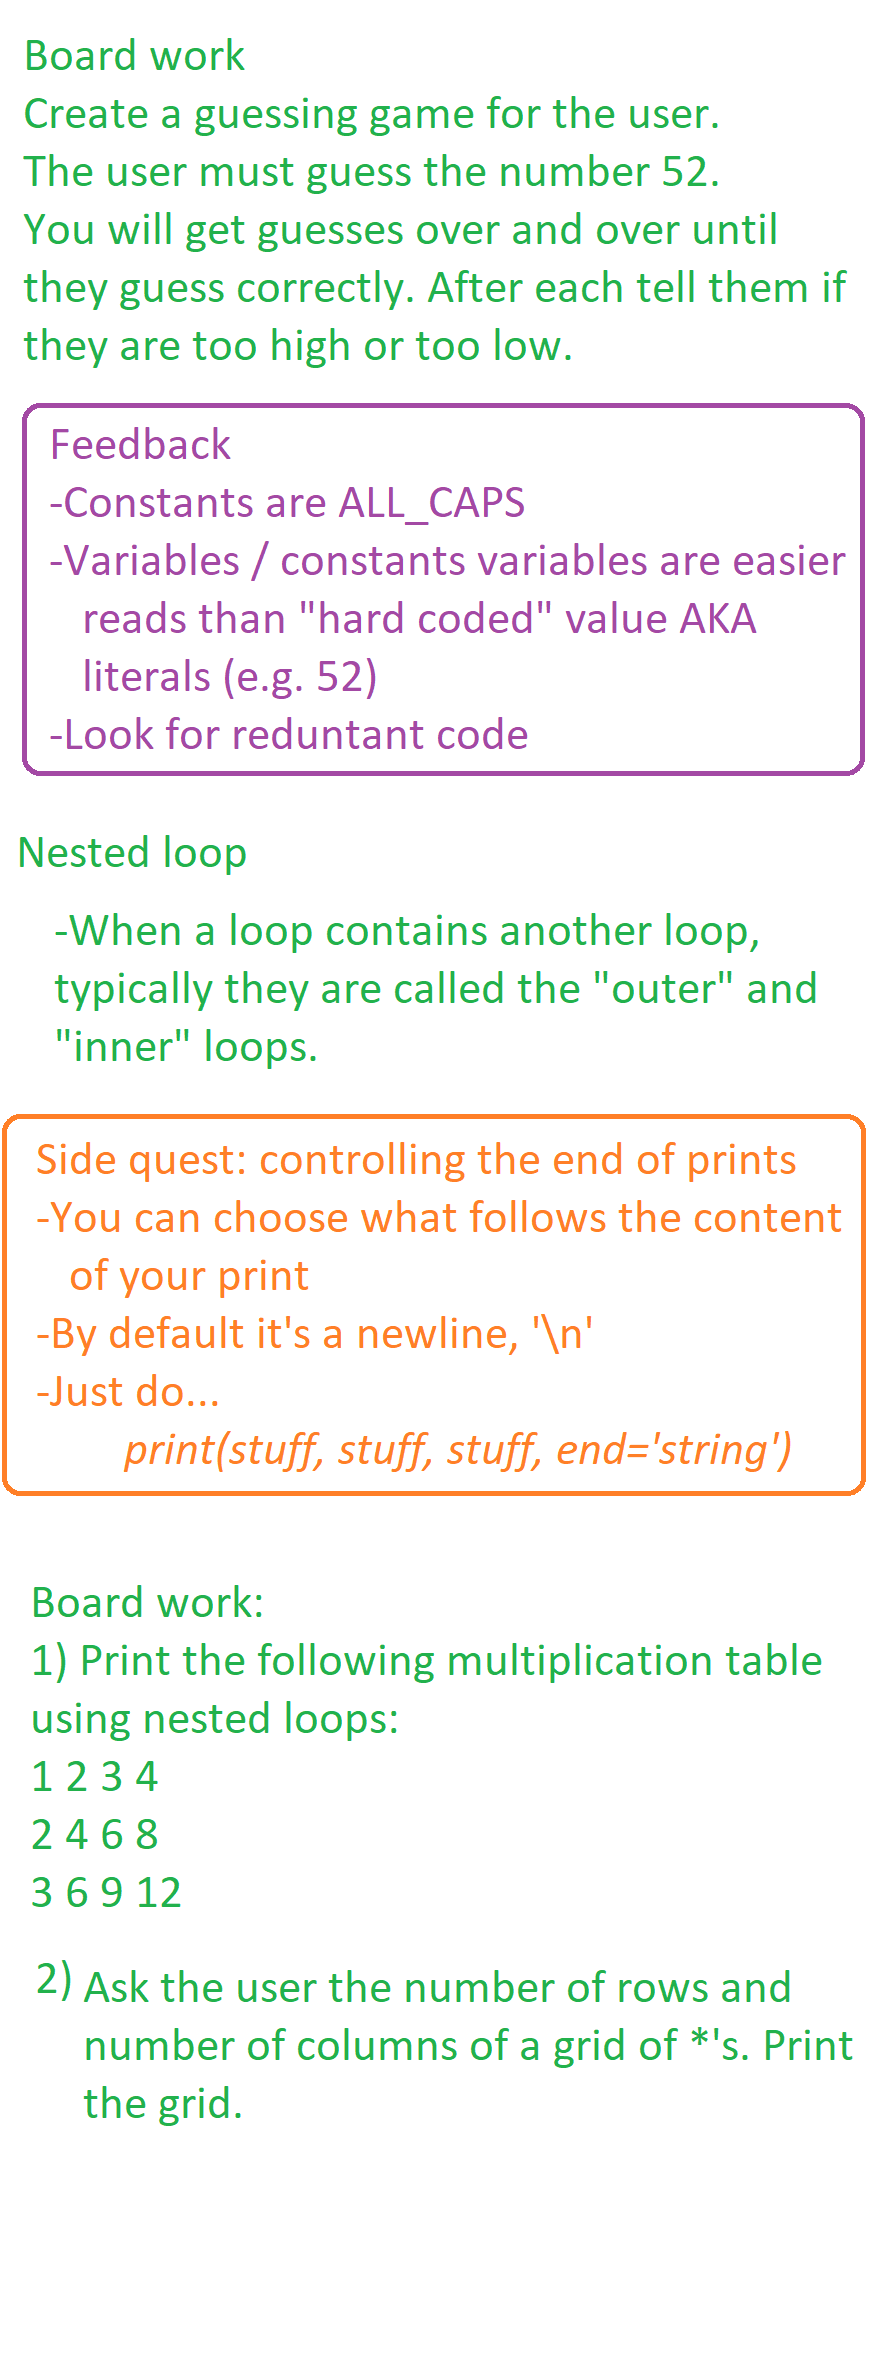 Board work
Create a guessing game for the user.
The user must guess the number 52.
You will get guesses over and over until
they guess correctly. After each tell them if
they are too high or too low.
Feedback
-Constants are ALL_CAPS
-Variables / constants variables are easier
reads than "hard coded" value AKA
literals (e.g. 52)
-Look for reduntant code
Nested loop
-When a loop contains another loop,
typically they are called the "outer" and
"inner" loops.
Side quest: controlling the end of prints
-You can choose what follows the content
of your print
-By default it's a newline, '\n'
-Just do...
print(stuff, stuff, stuff, end='string')
Board work:
1) Print the following multiplication table
using nested loops:
1 2 3 4
2 4 6 8
3 6 9 12
2) Ask the user the number of rows and
number of columns of a grid of *'s. Print
the grid.